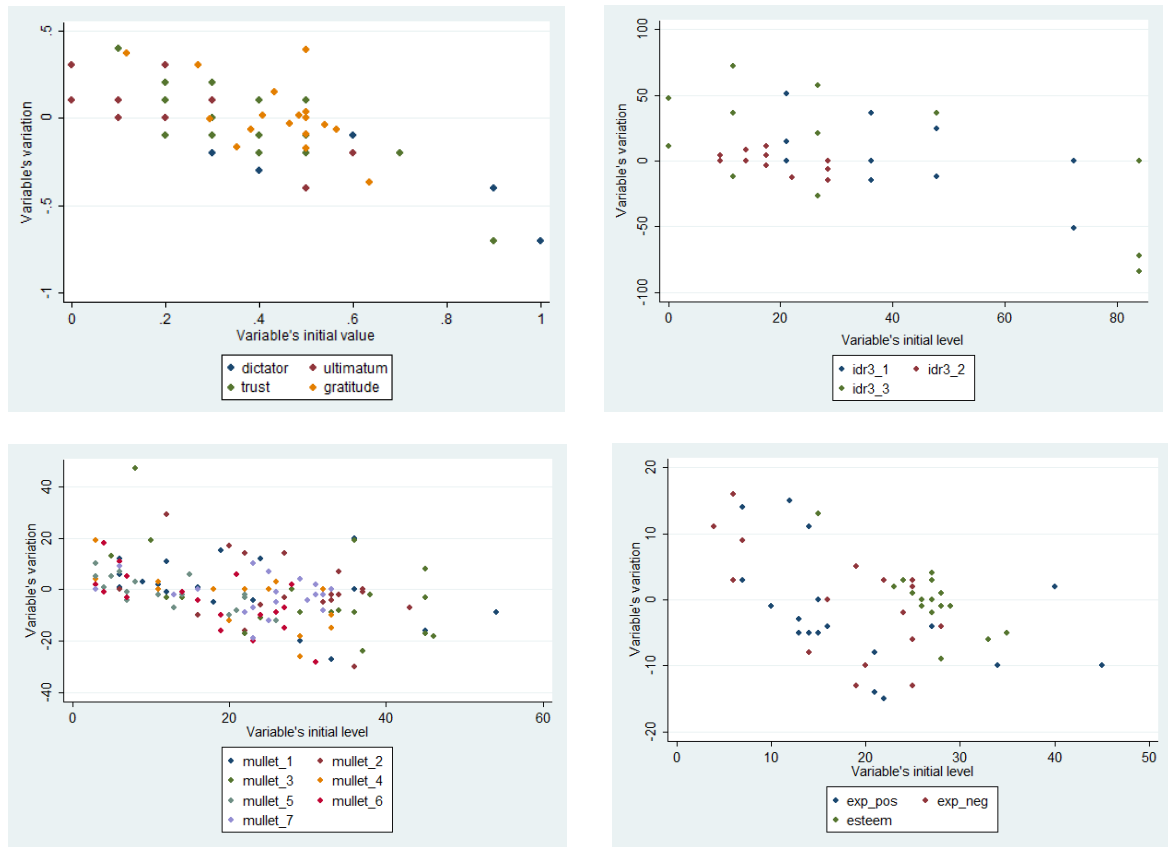 .5
0
-.5
-1
Variable's variation
0 .2 .4 .6 .8 1
Variable's initial value
dictator ultimatum
trust gratitude
100
50
0
-50
-100
Variable's variation
0 20 40 60 80
Variable's initial level
idr3_1 idr3_2
idr3_3
40
20
0
-20
-40
Variable's variation
0 20 40 60
Variable's initial level
mullet_1 mullet_2
mullet_3 mullet_4
mullet_5 mullet_6
mullet_7
20
10
0
-10
-20
Variable's variation
0 10 20 30 40 50
Variable's initial level
exp_pos exp_neg
esteem